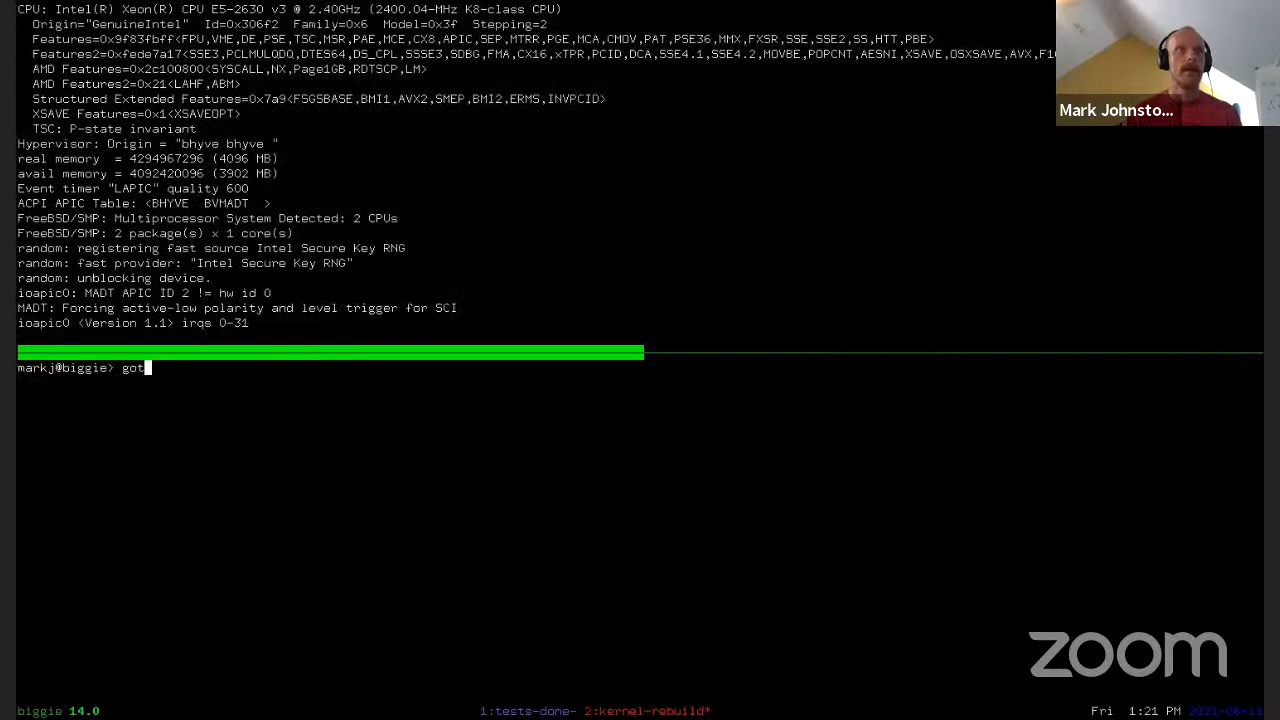 CPU: Intel(R) Xeon(R) CPU E5-2630 v3 @ 2.40GHz (2400.04-MHz K8-class CPU)
Origin="GenuineIntel" Id=0x306f2 Family=0x6 Model=0x3f Stepping=2
Features=0x9f83fbff<FPU,VME,DE,PSE,TSC,MSR,PAE,MCE,CX8,APIC,SEP,MTRR,PGE,MCA,CMOV,PAT,PSE36,MMX,FXSR,SSE,SSE2,SS,HTT,PBE>
Features2=0xfede7a17<SSE3,PCLMULQDQ,DTES64,DS_CPL,SSSE3,SDBG,FMA,CX16,xTPR,PCID,DCA,SSE4.1,SSE4.2,MOVBE,POPCNT,AESNI,XSAVE,OSXSAVE,AVX,F1
AMD Features=0x2c100800<SYSCALL,NX,Page1GB,RDTSCP,LM>
AMD Features2=0x21<LAHF,ABM>
Structured Extended Features=0x7a9<FSGSBASE,BMI1,AVX2,SMEP,BMI2,ERMS,INVPCID>
XSAVE Features=0x1<XSAVEOPT>
TSC: P-state invariant
Hypervisor: Origin = "bhyve bhyve "
real memory  = 4294967296 (4096 MB)
avail memory = 4092420096 (3902 MB)
Event timer "LAPIC" quality 600
ACPI APIC Table: <BHYVE  BVMADT  >
FreeBSD/SMP: Multiprocessor System Detected: 2 CPUs
FreeBSD/SMP: 2 package(s) x 1 core(s)
random: registering fast source Intel Secure Key RNG
random: fast provider: "Intel Secure Key RNG"
random: unblocking device.
ioapic0: MADT APIC ID 2 != hw id 0
MADT: Forcing active-low polarity and level trigger for SCI
ioapic0 <Version 1.1> irqs 0-31
markj@biggie> got
Mark Johnsto...
zoom
biggie 14.0 1:tests-done- 2:kernel-rebuild* Fri 1:21 PM 2021-06-11